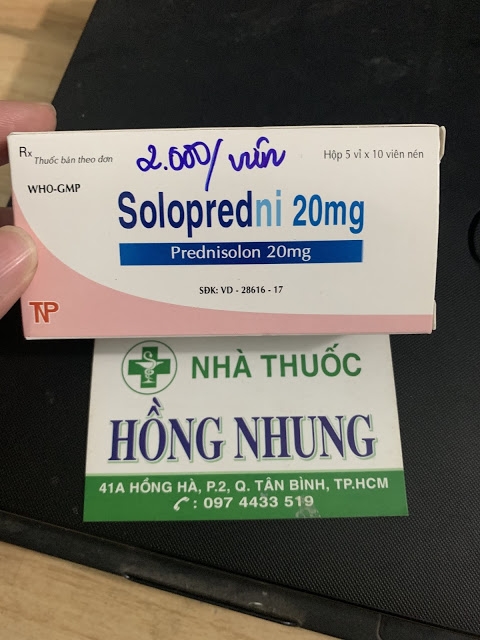 Rx Thuốc bán theo đơn
2.000/viên
Hộp 5 vỉ x 10 viên nén
WHO-GMP
Solopredni 20mg
Prednisolon 20mg
SĐK: VD - 28616 - 17
TNP
NHÀ THUỐC
HỒNG NHUNG
41A HỒNG HÀ, P.2, Q. TÂN BÌNH, TP.HCM
: 097 4433 519